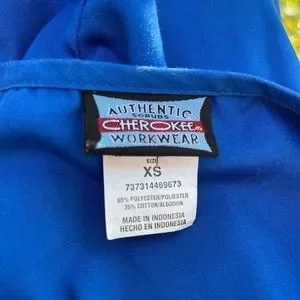 AUTHENTIC
SCRUBS
CHEROKEE®
WORKWEAR
SIZE
XS
737314469673
65% POLYESTER/POLIESTER
35% COTTON/ALGODON
MADE IN INDONESIA
HECHO EN INDONESIA